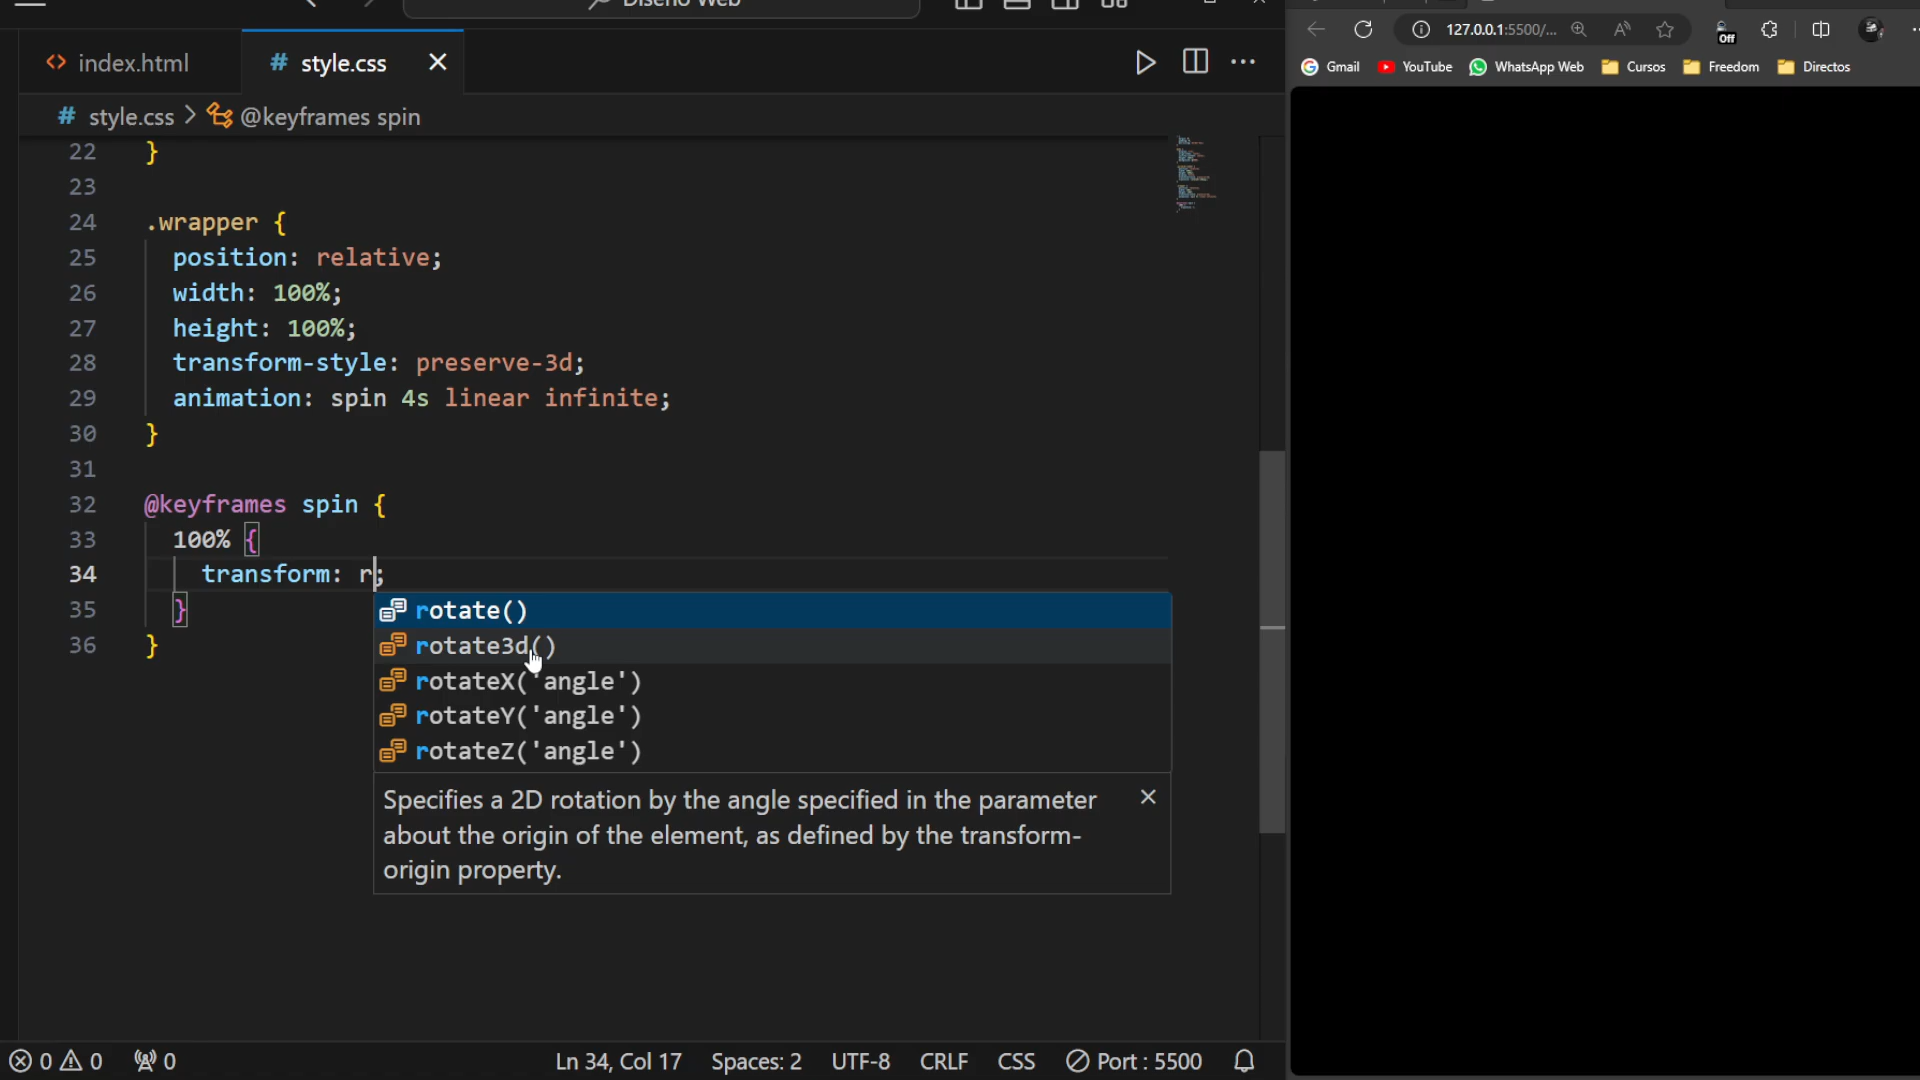 Diseño Web
index.html
# style.css
127.0.0.1:5500/...
Off
Gmail
YouTube
WhatsApp Web
Cursos
Freedom
Directos
# style.css > @keyframes spin
22 }
23
24 .wrapper {
25 position: relative;
26 width: 100%;
27 height: 100%;
28 transform-style: preserve-3d;
29 animation: spin 4s linear infinite;
30 }
31
32 @keyframes spin {
33 100% {
34 transform: r;
35 }
36 }
rotate()
rotate3d()
rotateX('angle')
rotateY('angle')
rotateZ('angle')
Specifies a 2D rotation by the angle specified in the parameter
about the origin of the element, as defined by the transform-
origin property.
0 0 0
Ln 34, Col 17
Spaces: 2
UTF-8
CRLF
CSS
Port : 5500